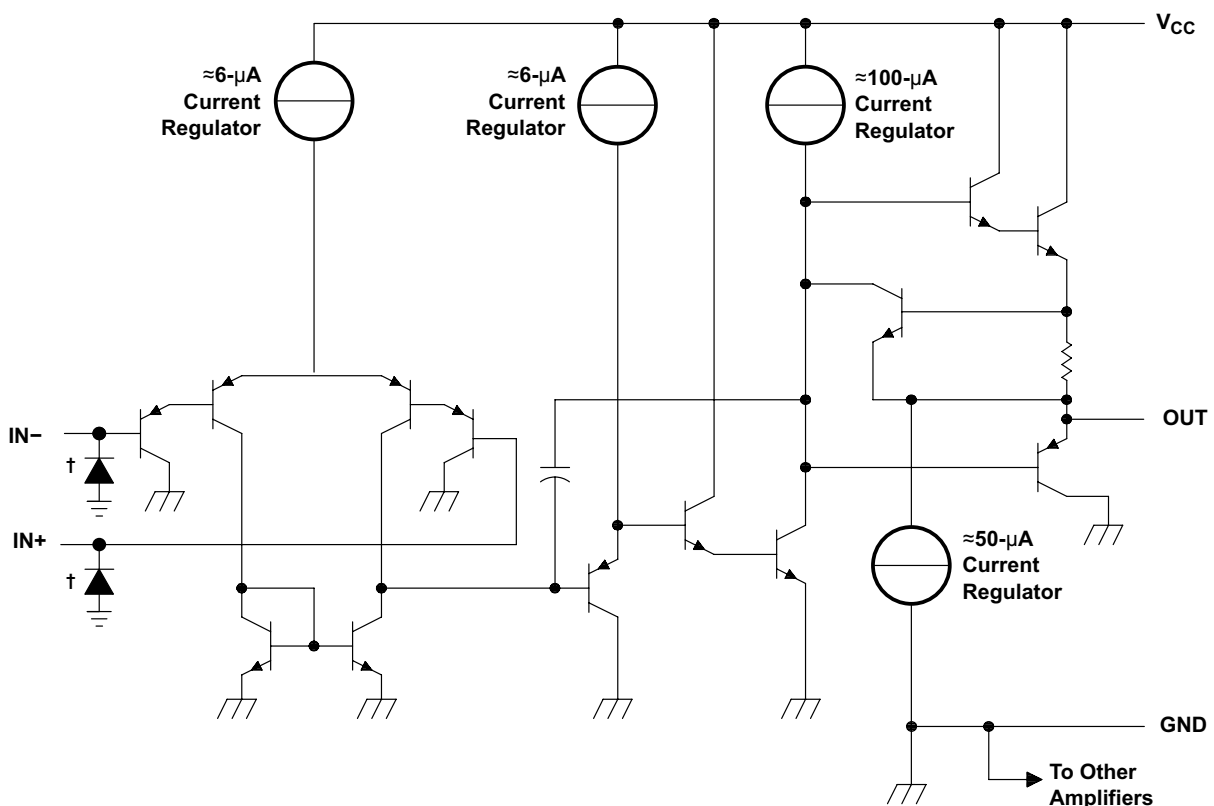 V_CC
≈6-µA
Current
Regulator
≈6-µA
Current
Regulator
≈100-µA
Current
Regulator
IN−
†
OUT
IN+
†
≈50-µA
Current
Regulator
GND
To Other
Amplifiers